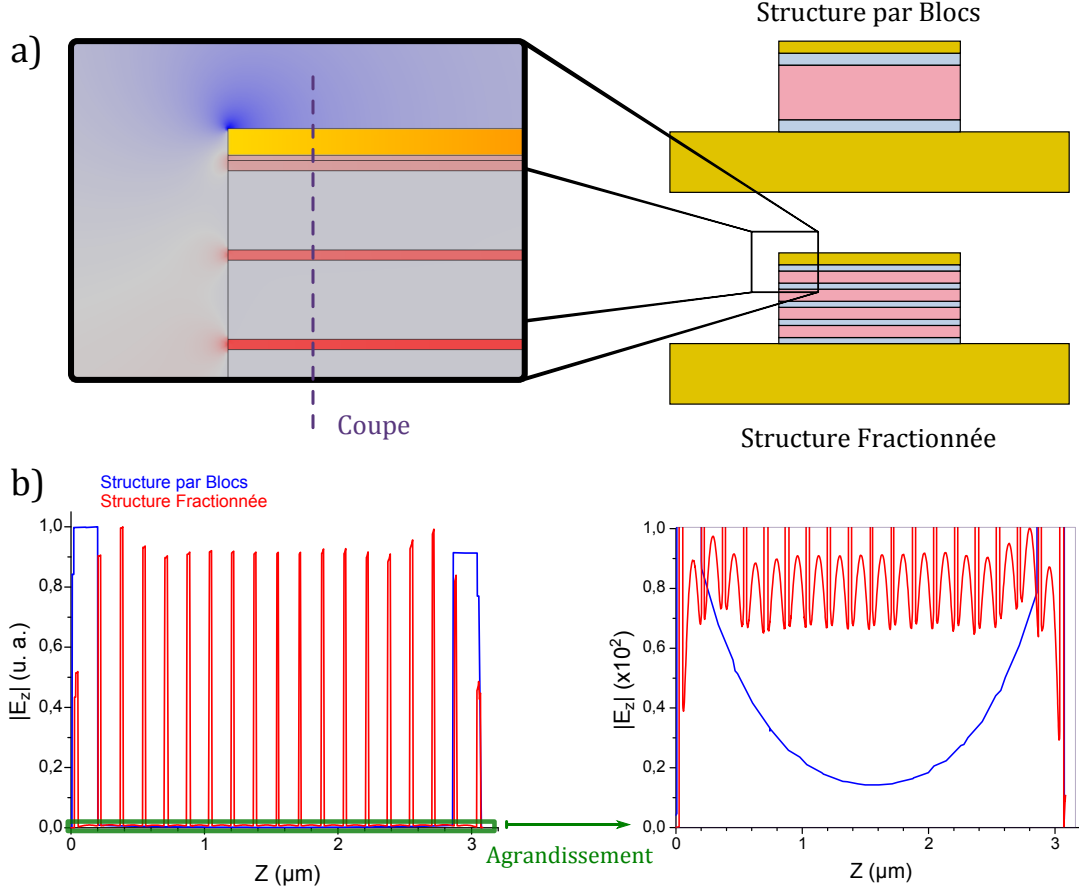 a)
Structure par Blocs
Coupe
Structure Fractionnée
b)
Structure par Blocs
Structure Fractionnée
|E_z| (u. a.)
1,0
0,8
0,6
0,4
0,2
0,0
0
1
2
3
Z (µm)
Agrandissement
|E_z| (x10²)
1,0
0,8
0,6
0,4
0,2
0,0
0
1
2
3
Z (µm)